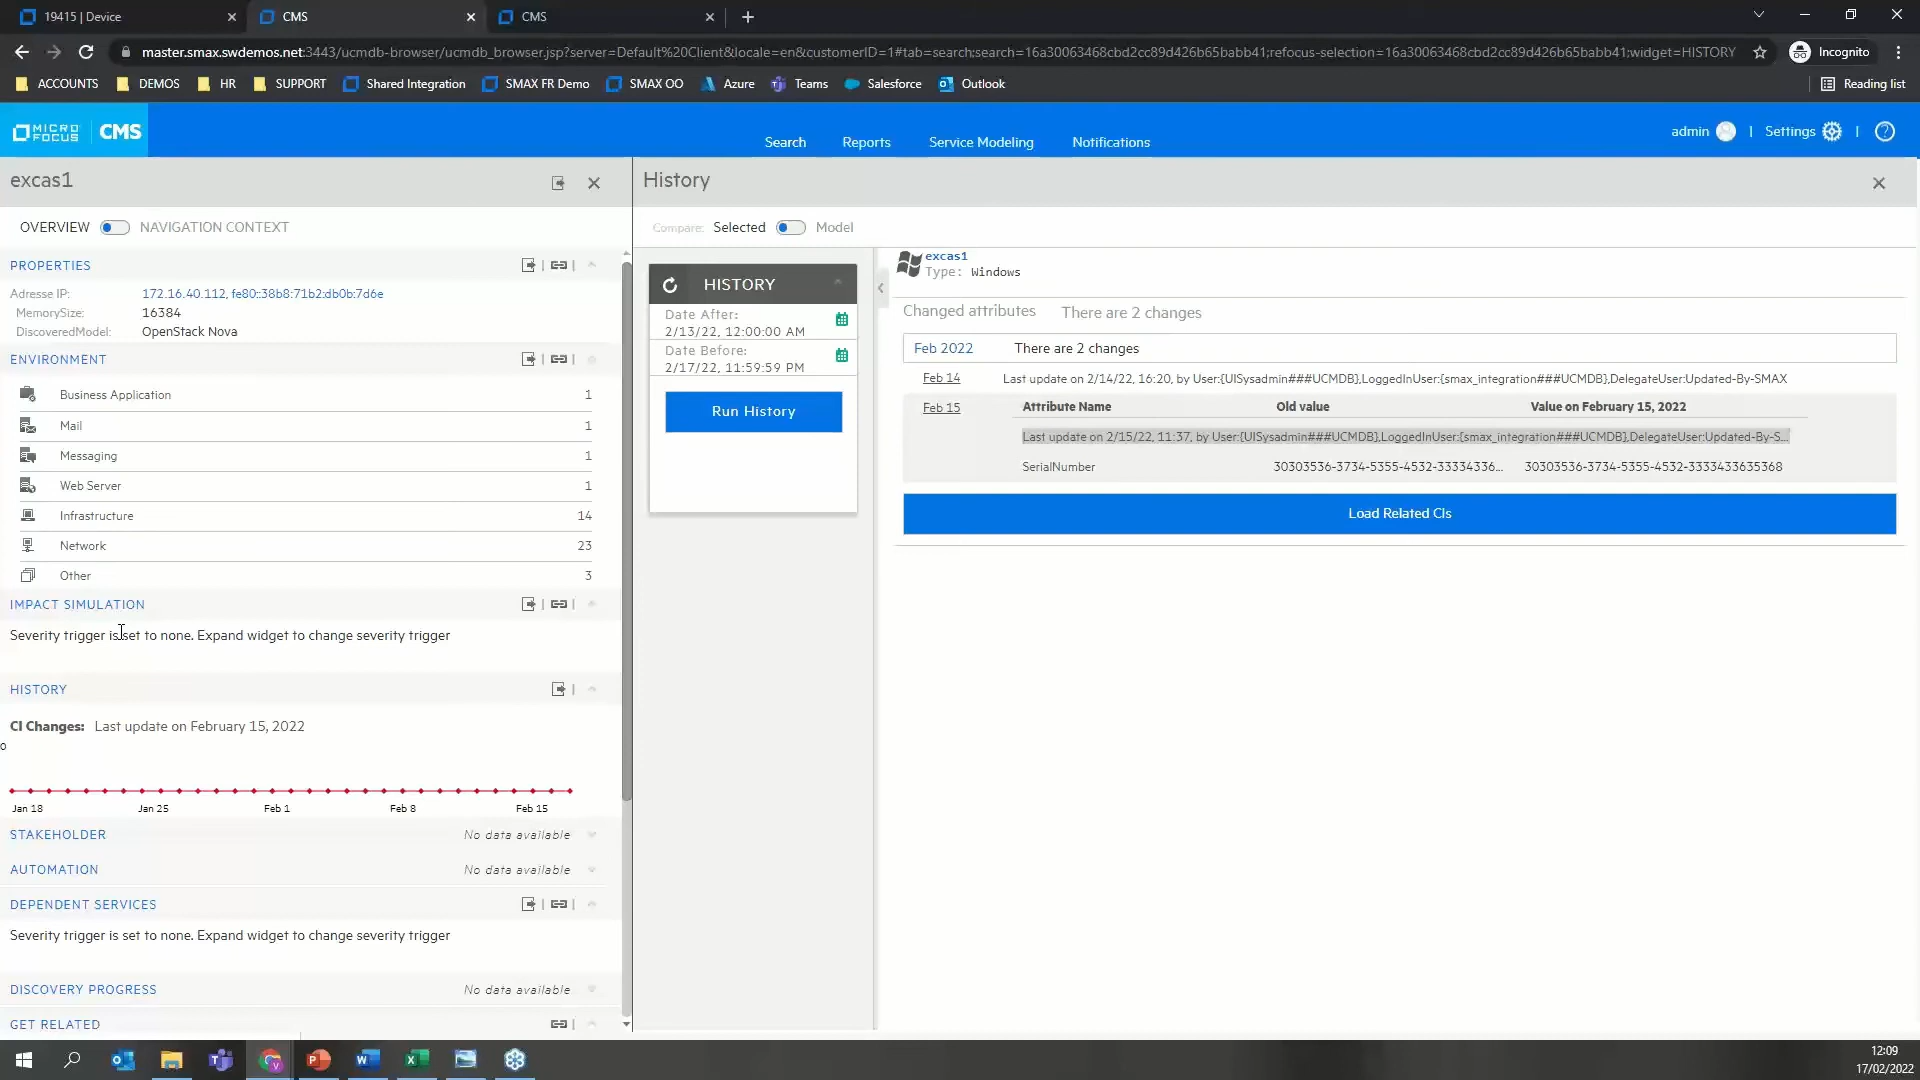 19415 | Device
CMS
CMS
master.smax.swdemos.net:3443/ucmdb-browser/ucmdb_browser.jsp?server=Default%20Client&locale=en&customerID=1#tab=search;search=16a30063468cbd2cc89d426b65babb41;refocus-selection=16a30063468cbd2cc89d426b65babb41;widget=HISTORY
Incognito
ACCOUNTS DEMOS HR SUPPORT Shared Integration SMAX FR Demo SMAX OO Azure Teams Salesforce Outlook Reading list
MICRO FOCUS CMS
Search Reports Service Modeling Notifications
admin | Settings |
excas1
OVERVIEW NAVIGATION CONTEXT
PROPERTIES
Adresse IP: 172.16.40.112, fe80::38b8:71b2:db0b:7d6e
MemorySize: 16384
DiscoveredModel: OpenStack Nova
ENVIRONMENT
Business Application 1
Mail 1
Messaging 1
Web Server 1
Infrastructure 14
Network 23
Other 3
IMPACT SIMULATION
Severity trigger is set to none. Expand widget to change severity trigger
HISTORY
CI Changes: Last update on February 15, 2022
0
Jan 18 Jan 25 Feb 1 Feb 8 Feb 15
STAKEHOLDER No data available
AUTOMATION No data available
DEPENDENT SERVICES
Severity trigger is set to none. Expand widget to change severity trigger
DISCOVERY PROGRESS No data available
GET RELATED
History
Compare: Selected Model
HISTORY
Date After:
2/13/22, 12:00:00 AM
Date Before:
2/17/22, 11:59:59 PM
Run History
excas1
Type: Windows
Changed attributes There are 2 changes
Feb 2022 There are 2 changes
Feb 14 Last update on 2/14/22, 16:20, by User:{UISysadmin###UCMDB},LoggedInUser:{smax_integration###UCMDB},DelegateUser:Updated-By-SMAX
Feb 15 Attribute Name Old value Value on February 15, 2022
Last update on 2/15/22, 11:37, by User:{UISysadmin###UCMDB},LoggedInUser:{smax_integration###UCMDB},DelegateUser:Updated-By-S...
SerialNumber 30303536-3734-5355-4532-33334336... 30303536-3734-5355-4532-3333433635368
Load Related CIs
12:09
17/02/2022